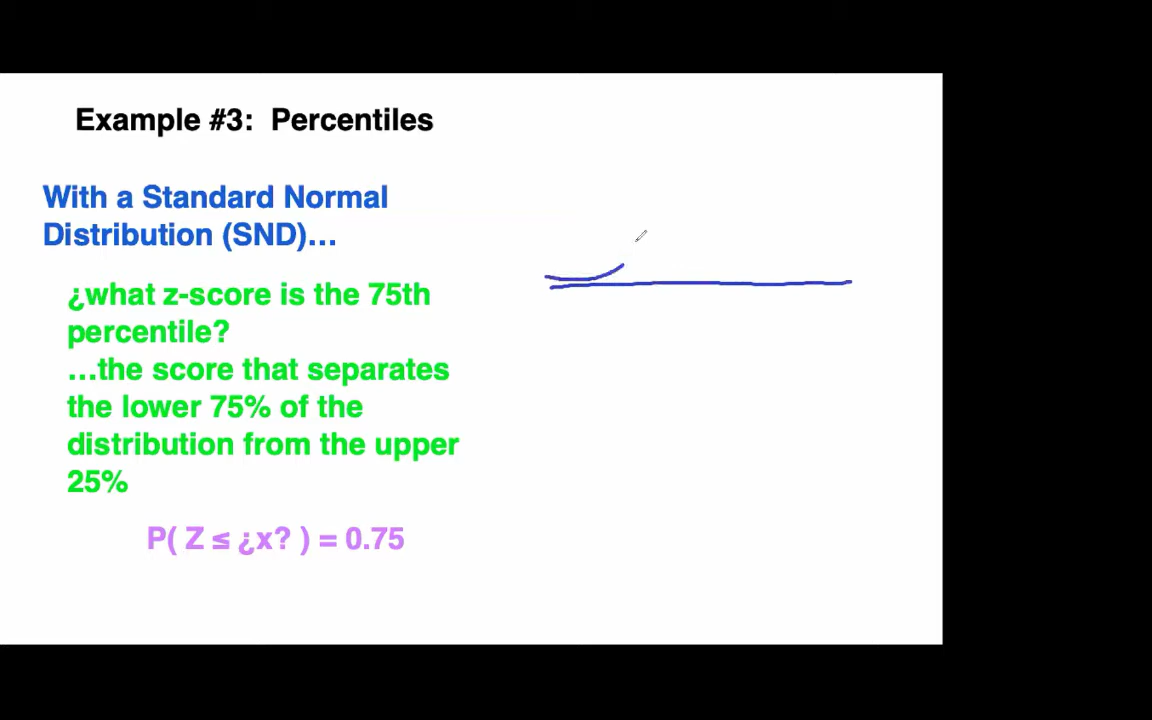 Example #3: Percentiles
With a Standard Normal
Distribution (SND)...
¿what z-score is the 75th
percentile?
...the score that separates
the lower 75% of the
distribution from the upper
25%
P( Z ≤ ¿x? ) = 0.75